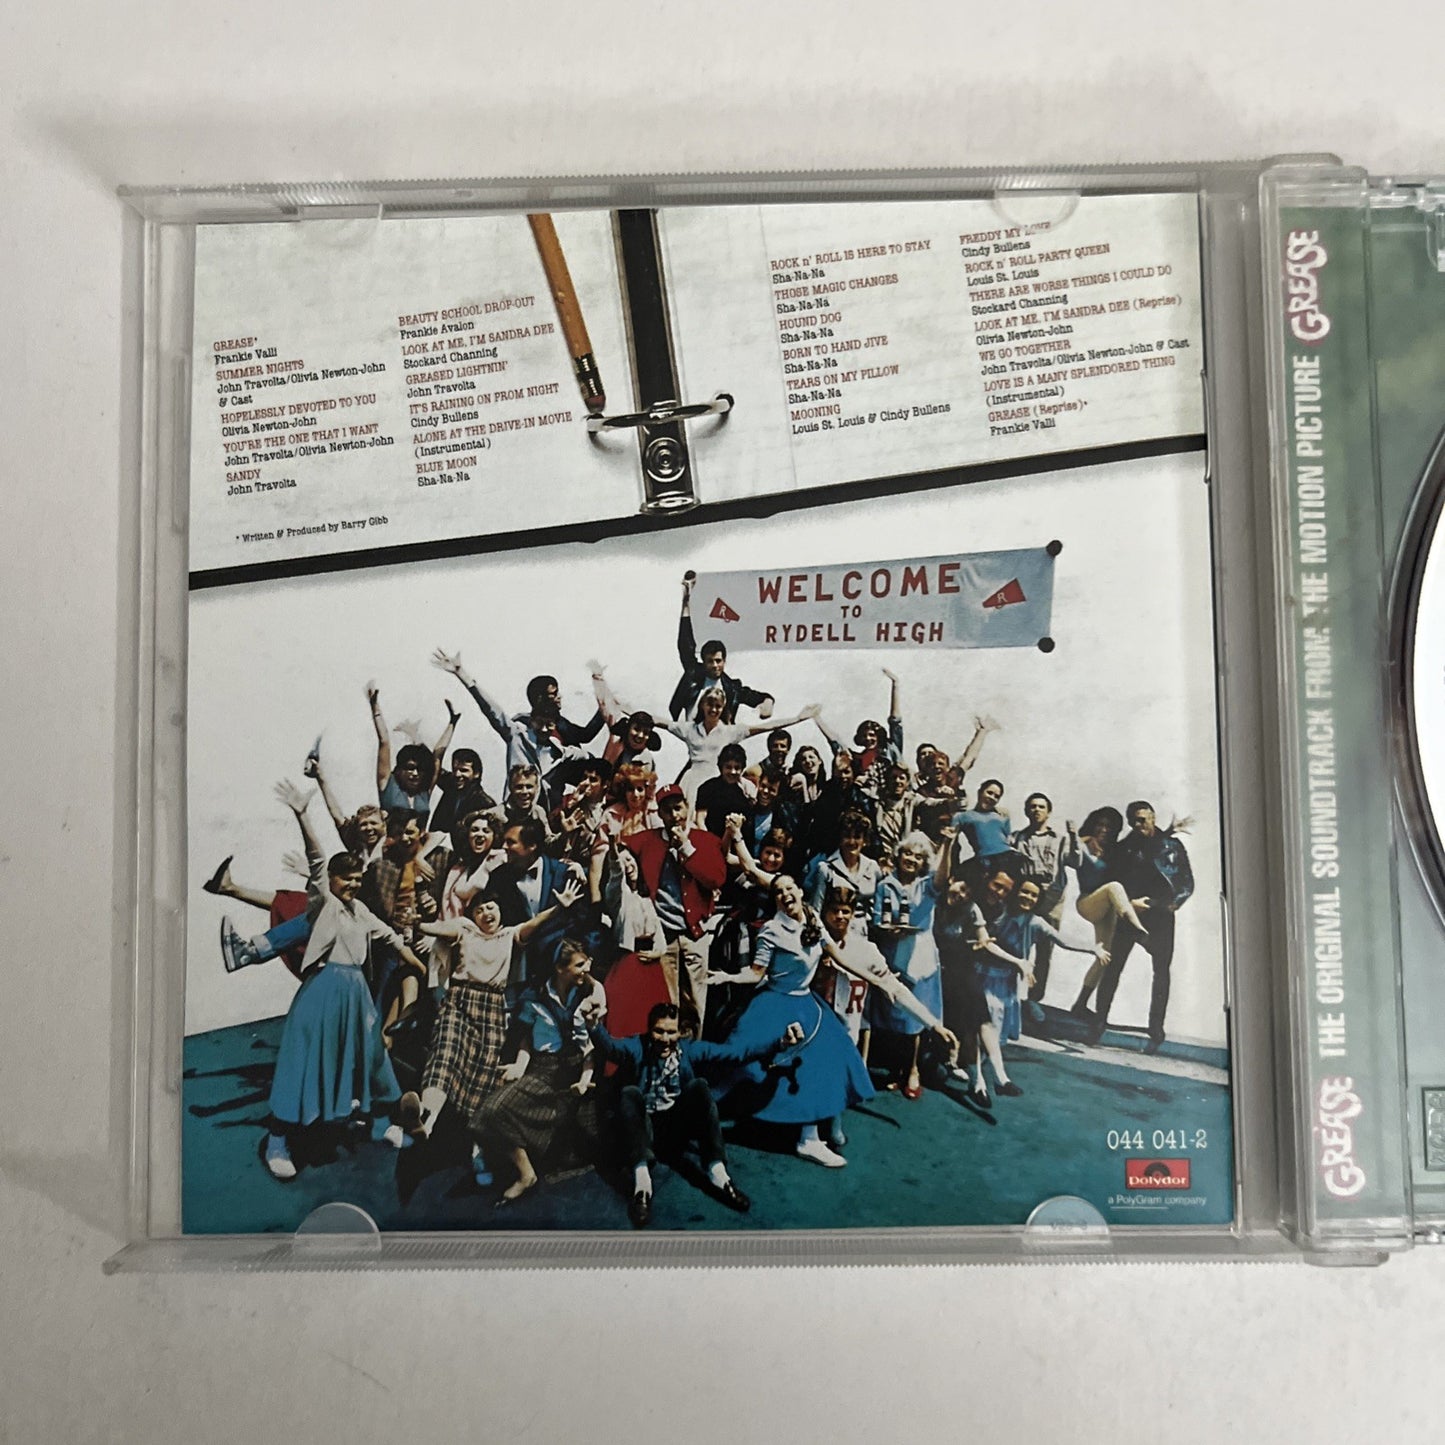 GREASE*
Frankie Valli
SUMMER NIGHTS
John Travolta/Olivia Newton-John
& Cast
HOPELESSLY DEVOTED TO YOU
Olivia Newton-John
YOU'RE THE ONE THAT I WANT
John Travolta/Olivia Newton-John
SANDY
John Travolta
* Written & Produced by Barry Gibb
BEAUTY SCHOOL DROP-OUT
Frankie Avalon
LOOK AT ME, I'M SANDRA DEE
Stockard Channing
GREASED LIGHTNIN'
John Travolta
IT'S RAINING ON PROM NIGHT
Cindy Bullens
ALONE AT THE DRIVE-IN MOVIE
(Instrumental)
BLUE MOON
Sha-Na-Na
ROCK n' ROLL IS HERE TO STAY
Sha-Na-Na
THOSE MAGIC CHANGES
Sha-Na-Na
HOUND DOG
Sha-Na-Na
BORN TO HAND JIVE
Sha-Na-Na
TEARS ON MY PILLOW
Sha-Na-Na
MOONING
Louis St. Louis & Cindy Bullens
FREDDY MY LOVE
Cindy Bullens
ROCK n' ROLL PARTY QUEEN
Louis St. Louis
THERE ARE WORSE THINGS I COULD DO
Stockard Channing
LOOK AT ME, I'M SANDRA DEE (Reprise)
Olivia Newton-John
WE GO TOGETHER
John Travolta/Olivia Newton-John & Cast
LOVE IS A MANY SPLENDORED THING
(Instrumental)
GREASE (Reprise)*
Frankie Valli
WELCOME
TO
RYDELL HIGH
R
R
R
044 041-2
Polydor
a PolyGram company
GREASE THE ORIGINAL SOUNDTRACK FROM THE MOTION PICTURE GREASE